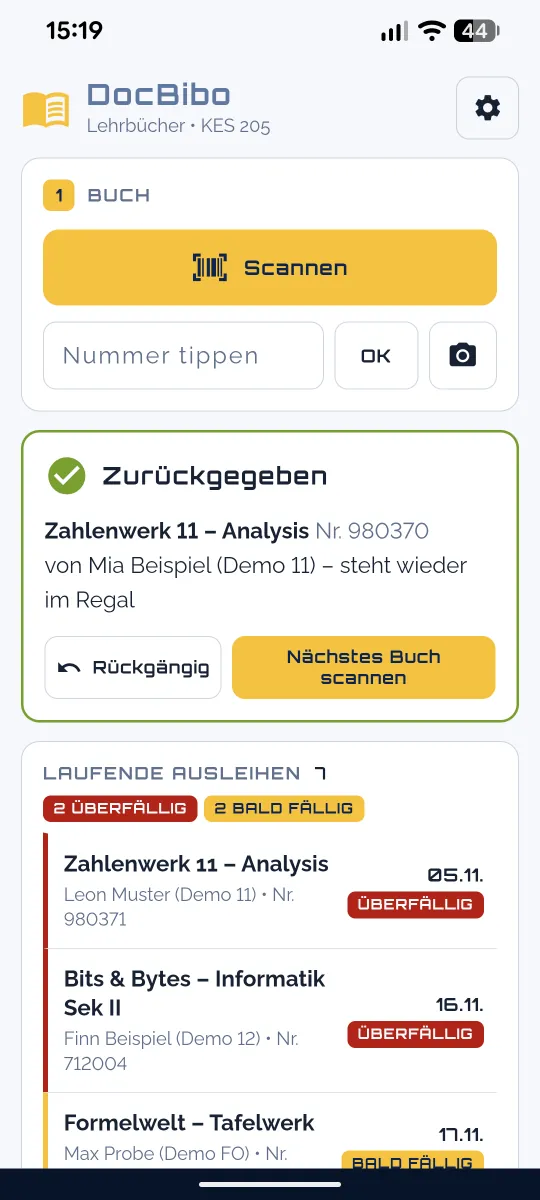 15:19
44
DocBibo
Lehrbücher • KES 205
1 BUCH
Scannen
Nummer tippen
OK
Zurückgegeben
Zahlenwerk 11 – Analysis Nr. 980370
von Mia Beispiel (Demo 11) – steht wieder
im Regal
Rückgängig
Nächstes Buch
scannen
LAUFENDE AUSLEIHEN 7
2 ÜBERFÄLLIG
2 BALD FÄLLIG
Zahlenwerk 11 – Analysis
Leon Muster (Demo 11) • Nr.
980371
05.11.
ÜBERFÄLLIG
Bits & Bytes – Informatik
Sek II
Finn Beispiel (Demo 12) • Nr.
712004
16.11.
ÜBERFÄLLIG
Formelwelt – Tafelwerk
Max Probe (Demo FO) • Nr.
17.11.
BALD FÄLLIG